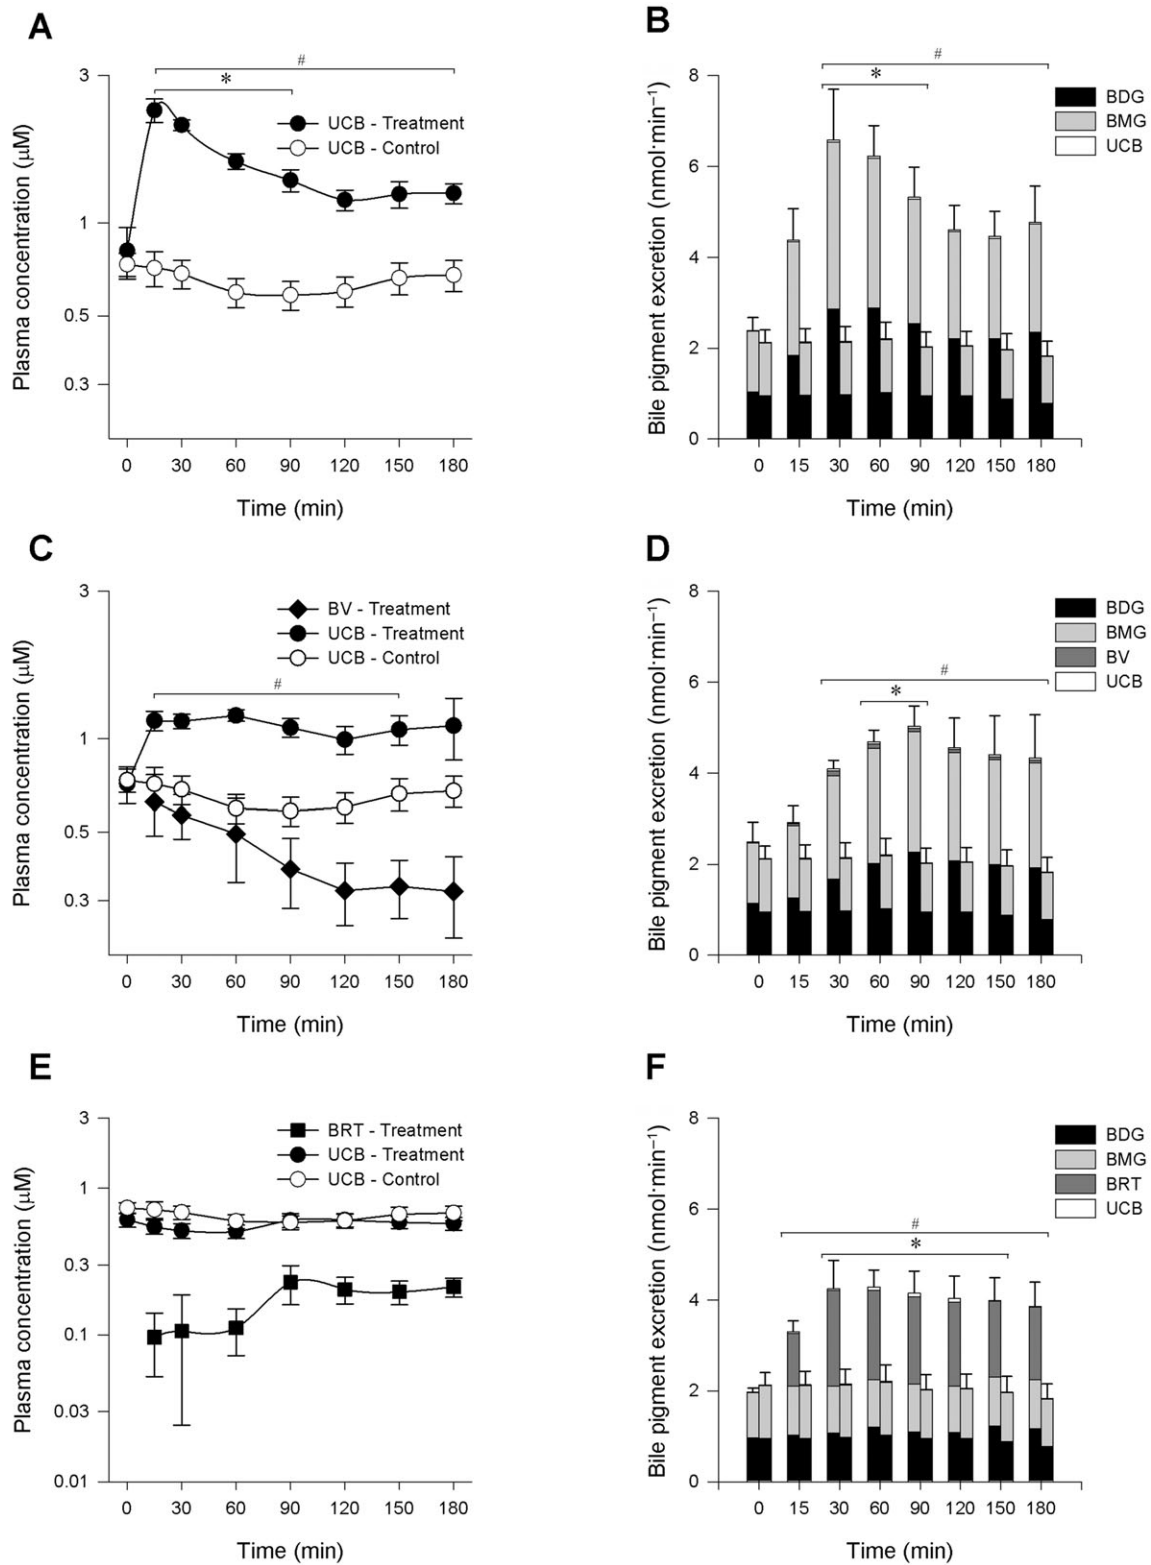 A
#
*
3
1
0.5
0.3
UCB - Treatment
UCB - Control
Plasma concentration (µM)
0 30 60 90 120 150 180
Time (min)
B
#
*
8
6
4
2
0
BDG
BMG
UCB
Bile pigment excretion (nmol·min⁻¹)
0 15 30 60 90 120 150 180
Time (min)
C
#
3
1
0.5
0.3
BV - Treatment
UCB - Treatment
UCB - Control
Plasma concentration (µM)
0 30 60 90 120 150 180
Time (min)
D
#
*
8
6
4
2
0
BDG
BMG
BV
UCB
Bile pigment excretion (nmol·min⁻¹)
0 15 30 60 90 120 150 180
Time (min)
E
3
1
0.3
0.1
0.03
0.01
BRT - Treatment
UCB - Treatment
UCB - Control
Plasma concentration (µM)
0 30 60 90 120 150 180
Time (min)
F
#
*
8
6
4
2
0
BDG
BMG
BRT
UCB
Bile pigment excretion (nmol·min⁻¹)
0 15 30 60 90 120 150 180
Time (min)